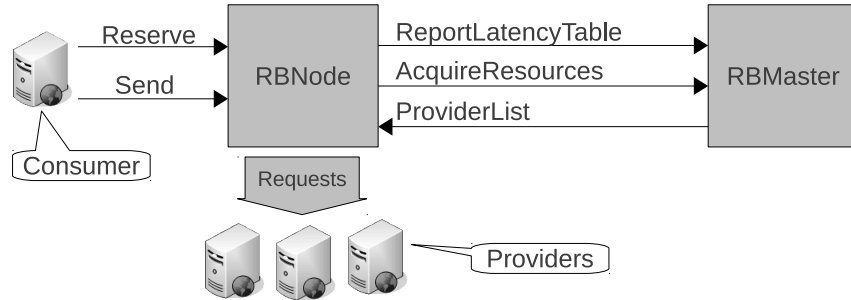 Reserve
Send
Consumer
RBNode
ReportLatencyTable
AcquireResources
ProviderList
RBMaster
Requests
Providers